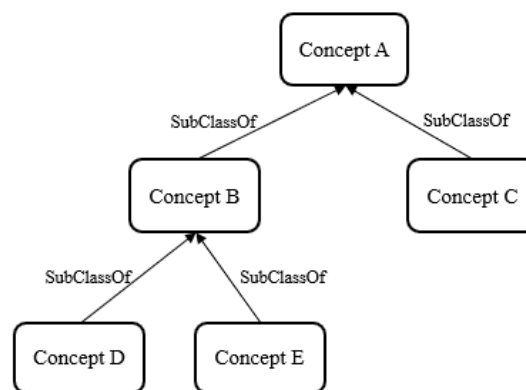 Concept A
SubClassOf
SubClassOf
Concept B
Concept C
SubClassOf
SubClassOf
Concept D
Concept E